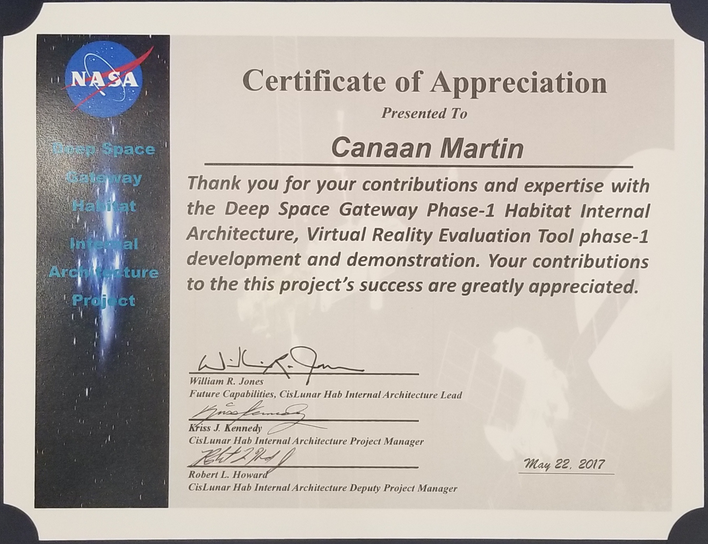 NASA
Deep Space
Gateway
Habitat
Internal
Architecture
Project
Certificate of Appreciation
Presented To
Canaan Martin
Thank you for your contributions and expertise with
the Deep Space Gateway Phase-1 Habitat Internal
Architecture, Virtual Reality Evaluation Tool phase-1
development and demonstration. Your contributions
to the this project's success are greatly appreciated.
William R. Jones
William R. Jones
Future Capabilities, CisLunar Hab Internal Architecture Lead
Kriss Kennedy
Kriss J. Kennedy
CisLunar Hab Internal Architecture Project Manager
Robert L. Howard
CisLunar Hab Internal Architecture Deputy Project Manager
May 22, 2017